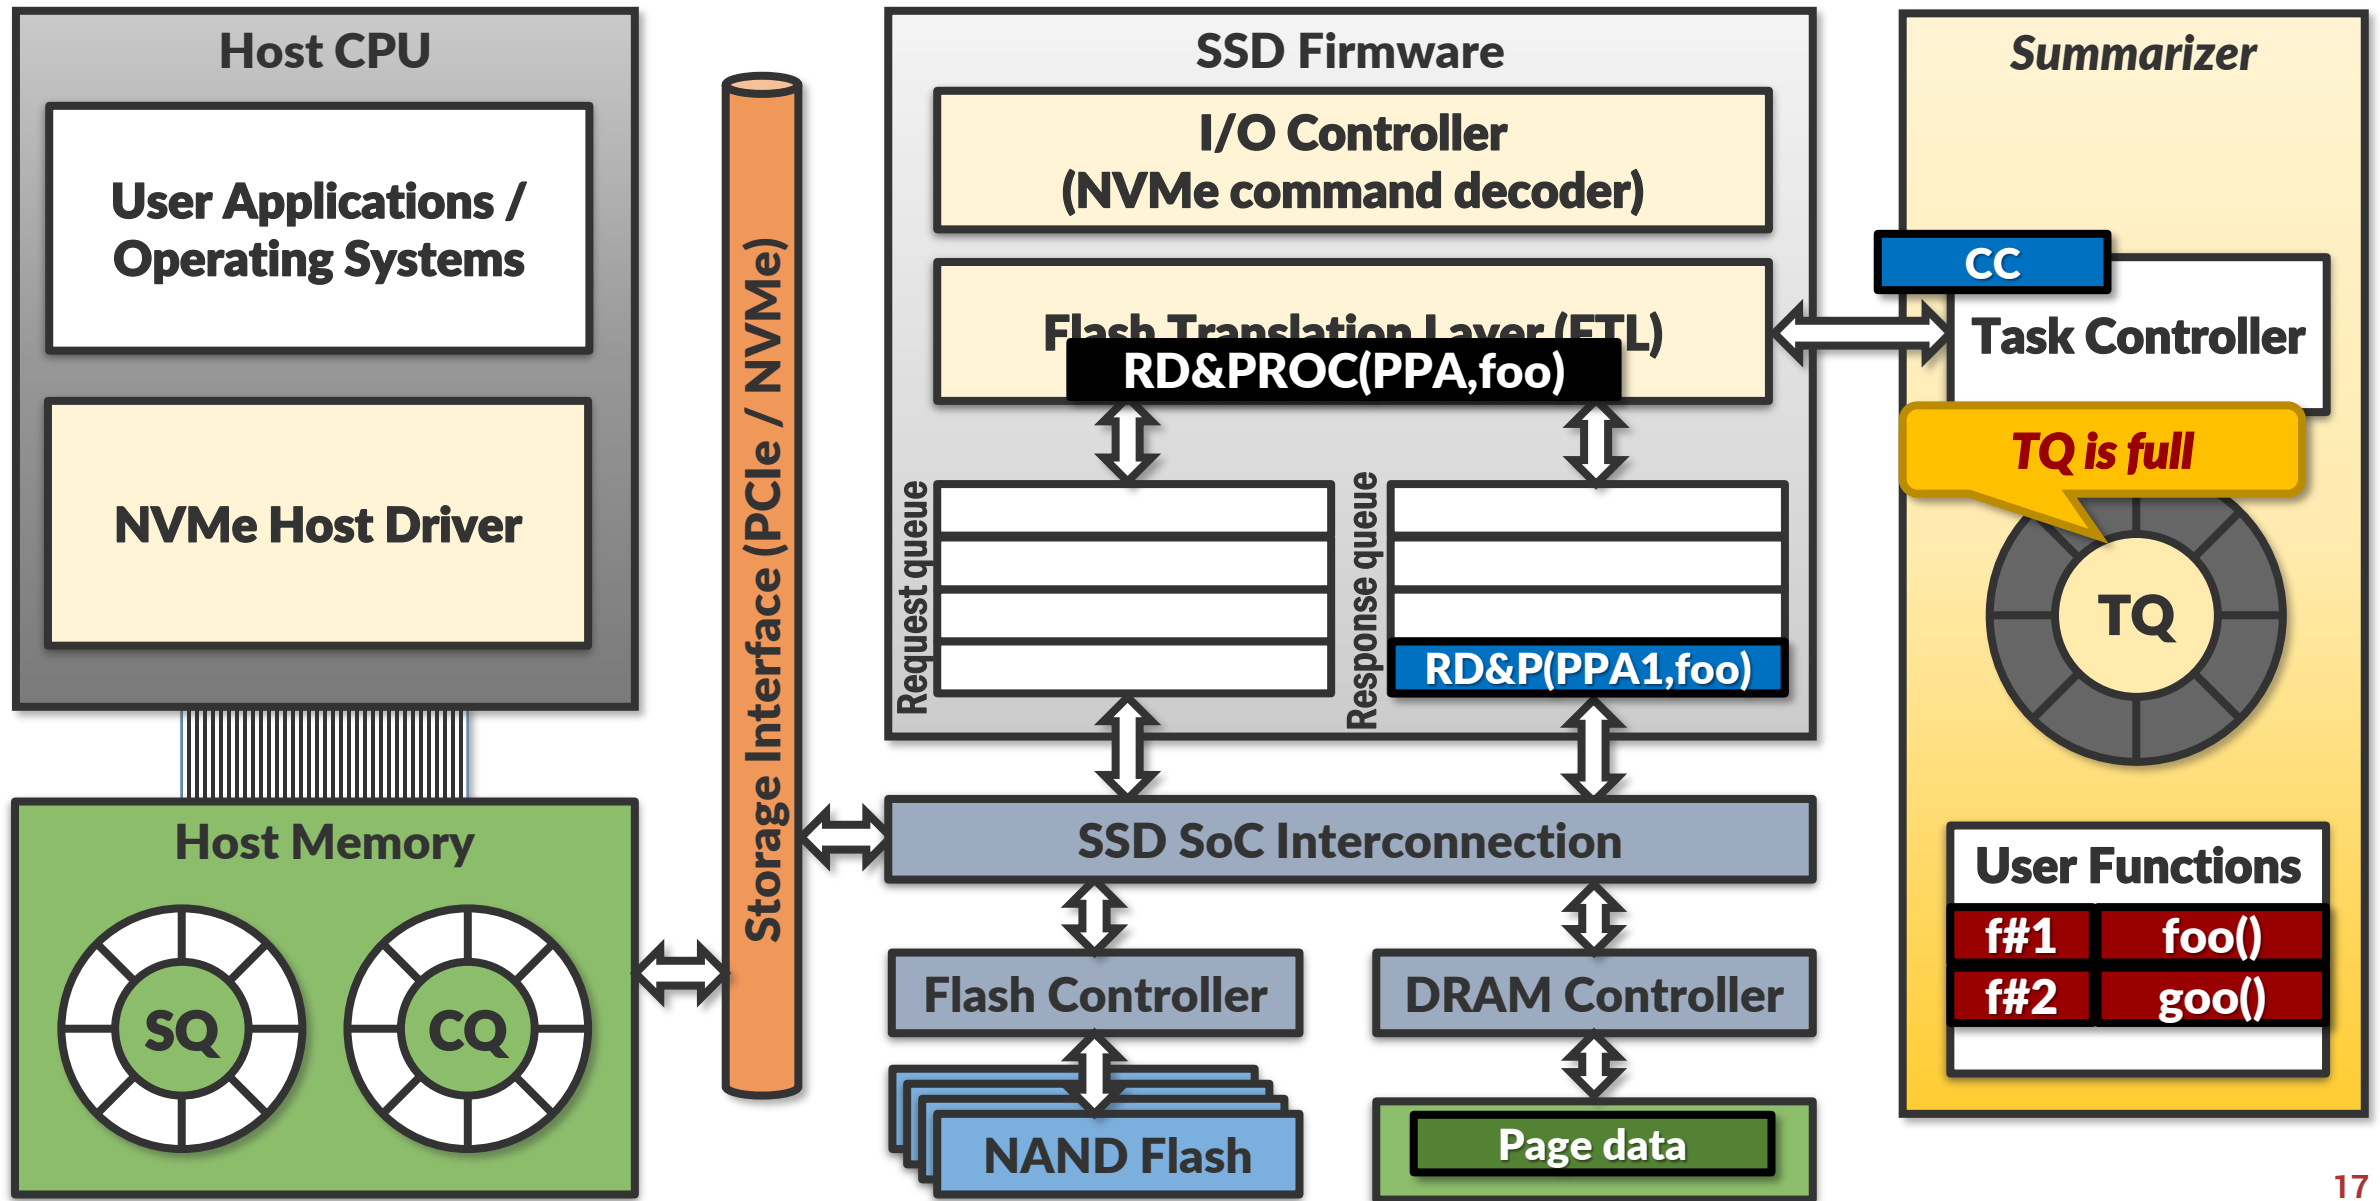 Host CPU
User Applications /
Operating Systems
NVMe Host Driver
Host Memory
SQ
CQ
Storage Interface (PCIe / NVMe)
SSD Firmware
I/O Controller
(NVMe command decoder)
Flash Translation Layer (FTL)
RD&PROC(PPA,foo)
Request queue
Response queue
RD&P(PPA1,foo)
SSD SoC Interconnection
Flash Controller
DRAM Controller
NAND Flash
Page data
Summarizer
CC
Task Controller
TQ is full
TQ
User Functions
f#1 foo()
f#2 goo()
17